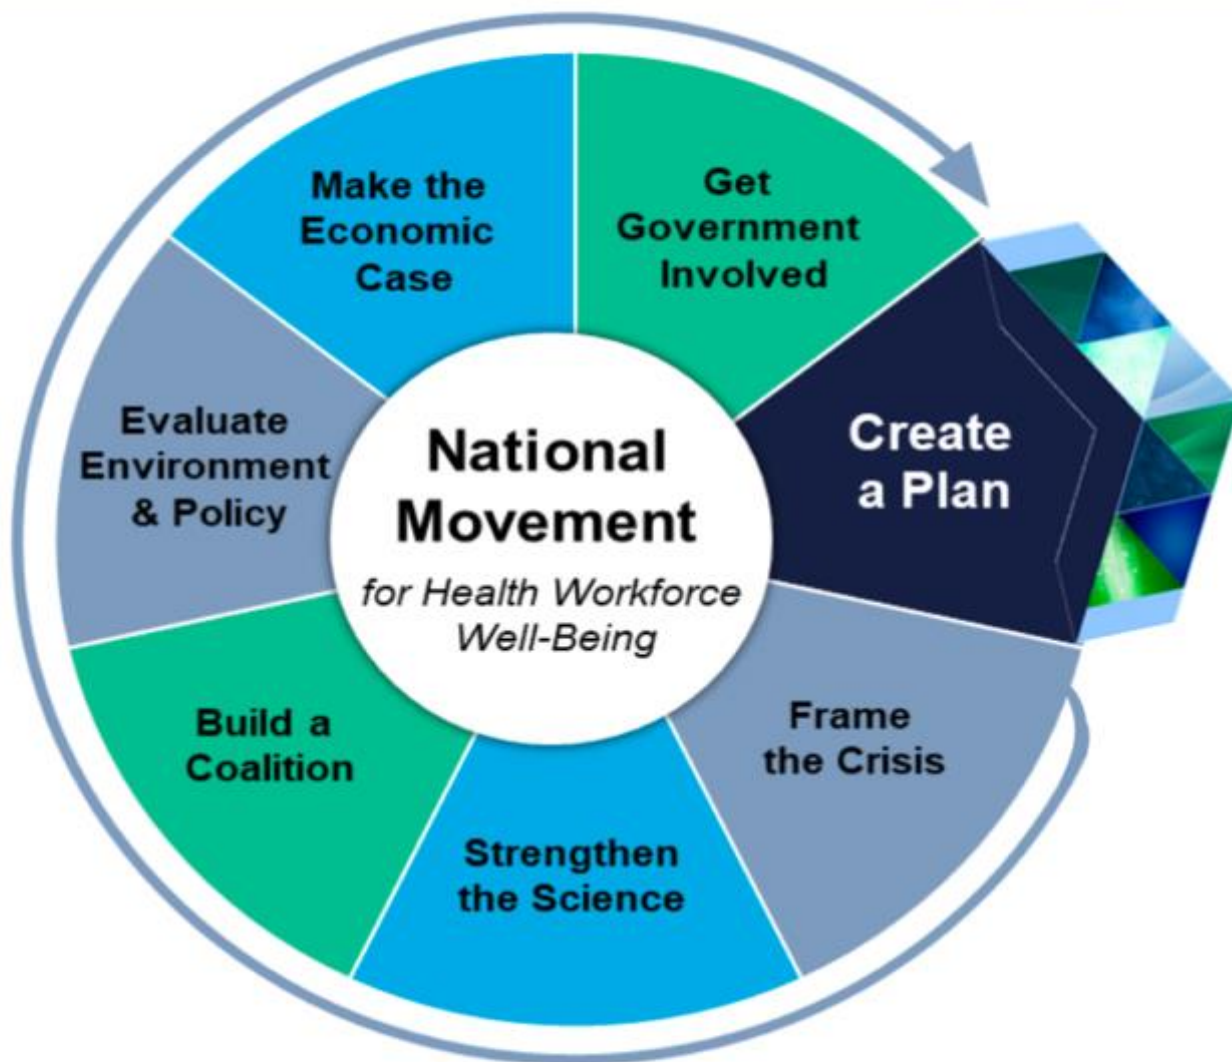 Make the
Economic
Case
Get
Government
Involved
Create
a Plan
Frame
the Crisis
Strengthen
the Science
Build a
Coalition
Evaluate
Environment
& Policy
National
Movement
for Health Workforce
Well-Being